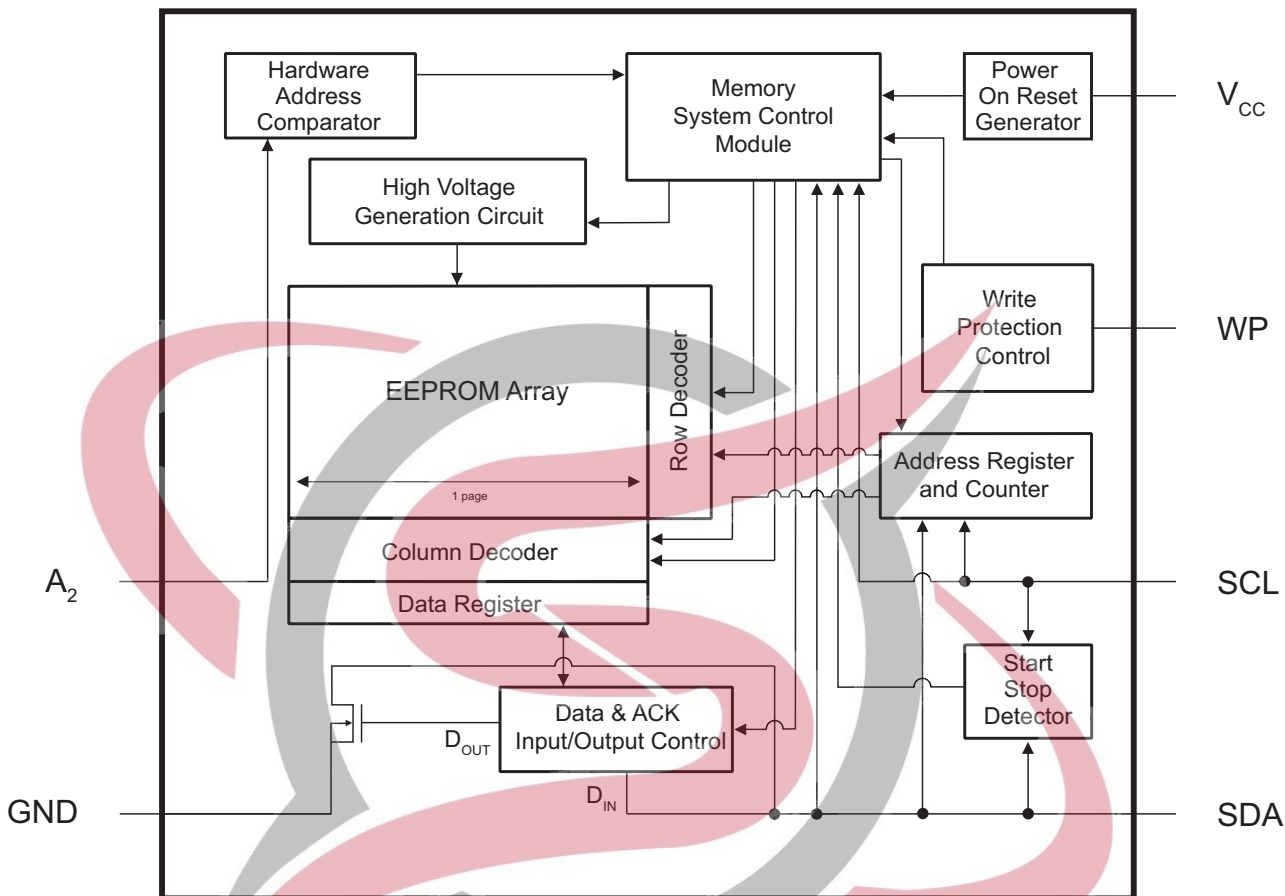 Hardware
Address
Comparator
Memory
System Control
Module
Power
On Reset
Generator
VCC
High Voltage
Generation Circuit
Write
Protection
Control
WP
EEPROM Array
Row Decoder
1 page
Address Register
and Counter
Column Decoder
A2
SCL
Data Register
Start
Stop
Detector
Data & ACK
Input/Output Control
DOUT
DIN
GND
SDA